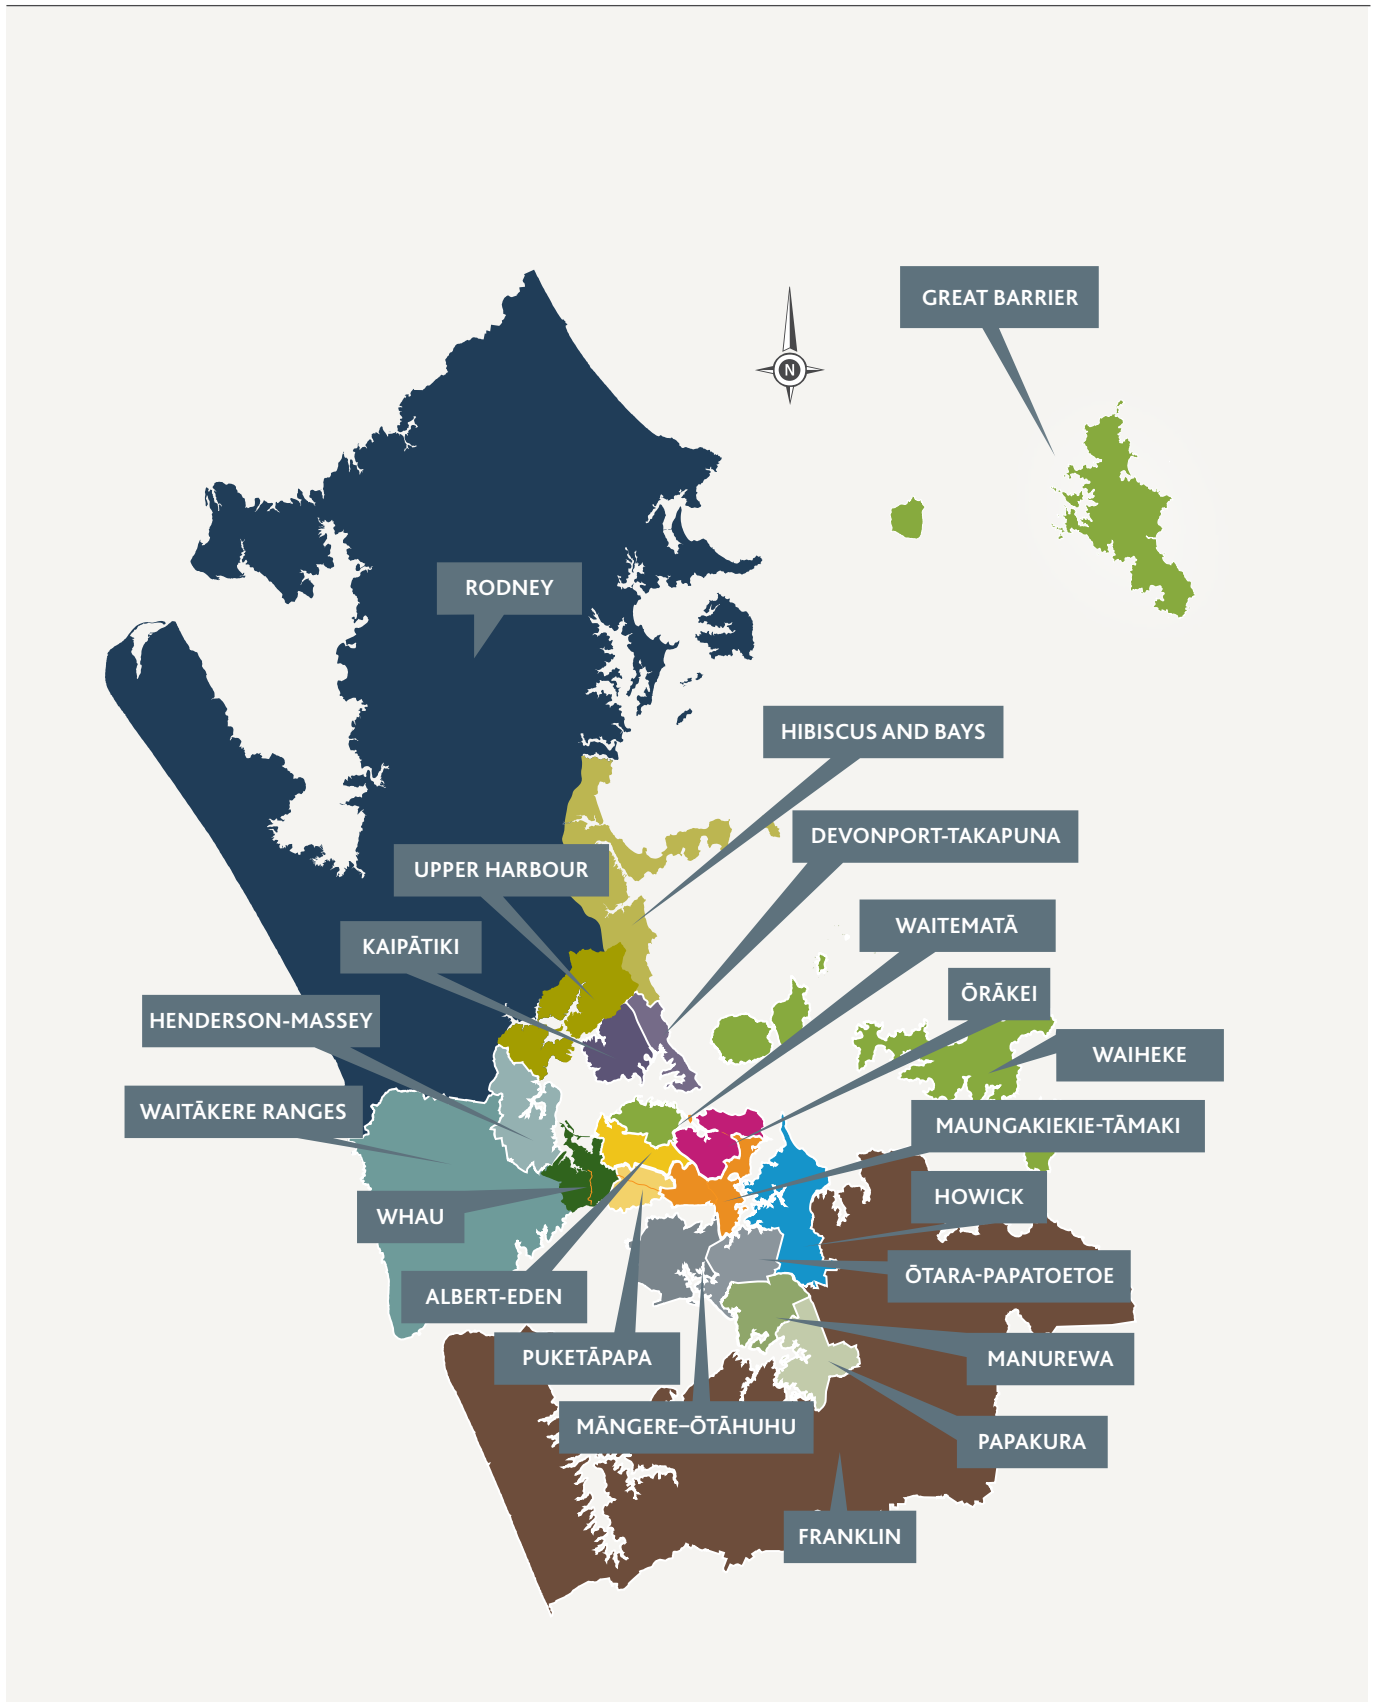 GREAT BARRIER
N
RODNEY
HIBISCUS AND BAYS
DEVONPORT-TAKAPUNA
UPPER HARBOUR
WAITEMATĀ
KAIPĀTIKI
ŌRĀKEI
HENDERSON-MASSEY
WAIHEKE
WAITĀKERE RANGES
MAUNGAKIEKIE-TĀMAKI
HOWICK
WHAU
ŌTARA-PAPATOETOE
ALBERT-EDEN
PUKETĀPAPA
MANUREWA
MĀNGERE–ŌTĀHUHU
PAPAKURA
FRANKLIN